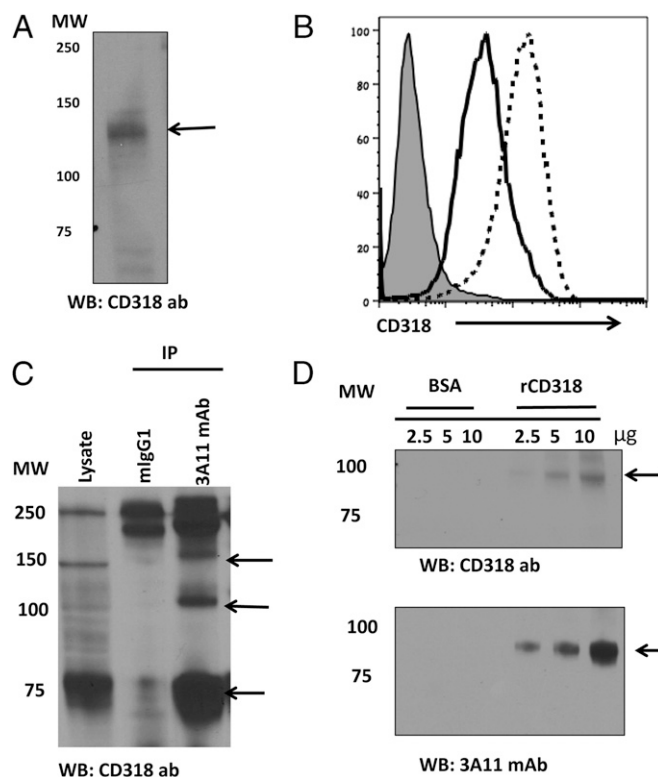 A
MW
250
150
100
75
WB: CD318 ab
B
100
80
60
40
20
0
CD318
C
IP
MW
Lysate
mIgG1
3A11 mAb
250
150
100
75
WB: CD318 ab
D
MW
BSA
rCD318
2.5 5 10 2.5 5 10 μg
100
75
WB: CD318 ab
100
75
WB: 3A11 mAb